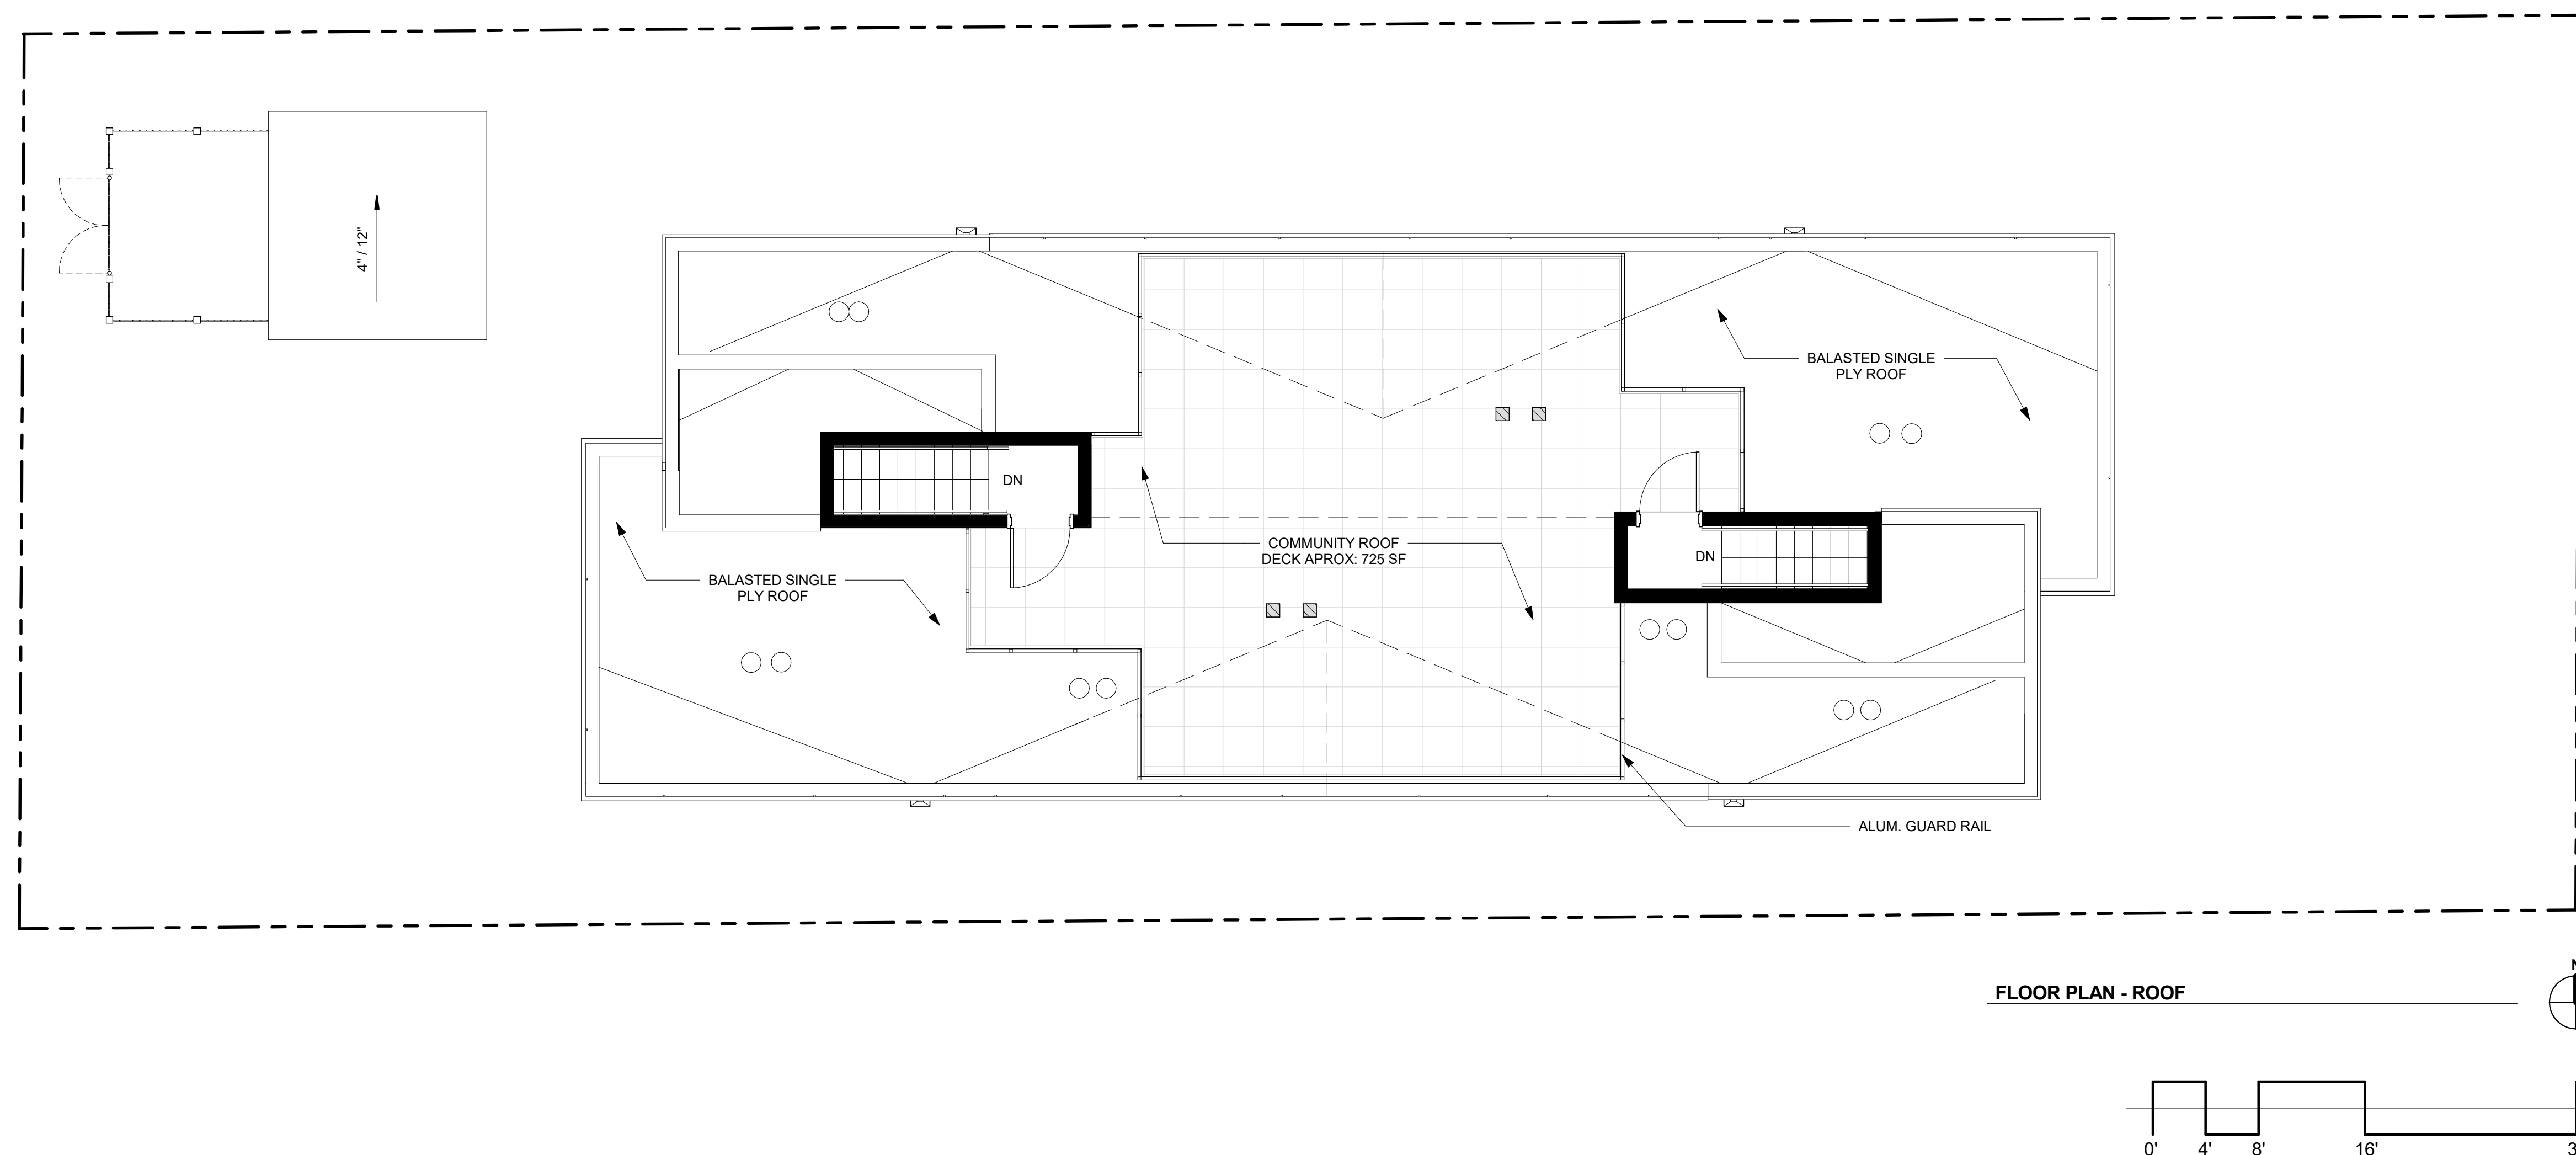 4" / 12"
BALASTED SINGLE
PLY ROOF
DN
COMMUNITY ROOF
DECK APROX: 725 SF
DN
BALASTED SINGLE
PLY ROOF
ALUM. GUARD RAIL
FLOOR PLAN - ROOF
0' 4' 8' 16'